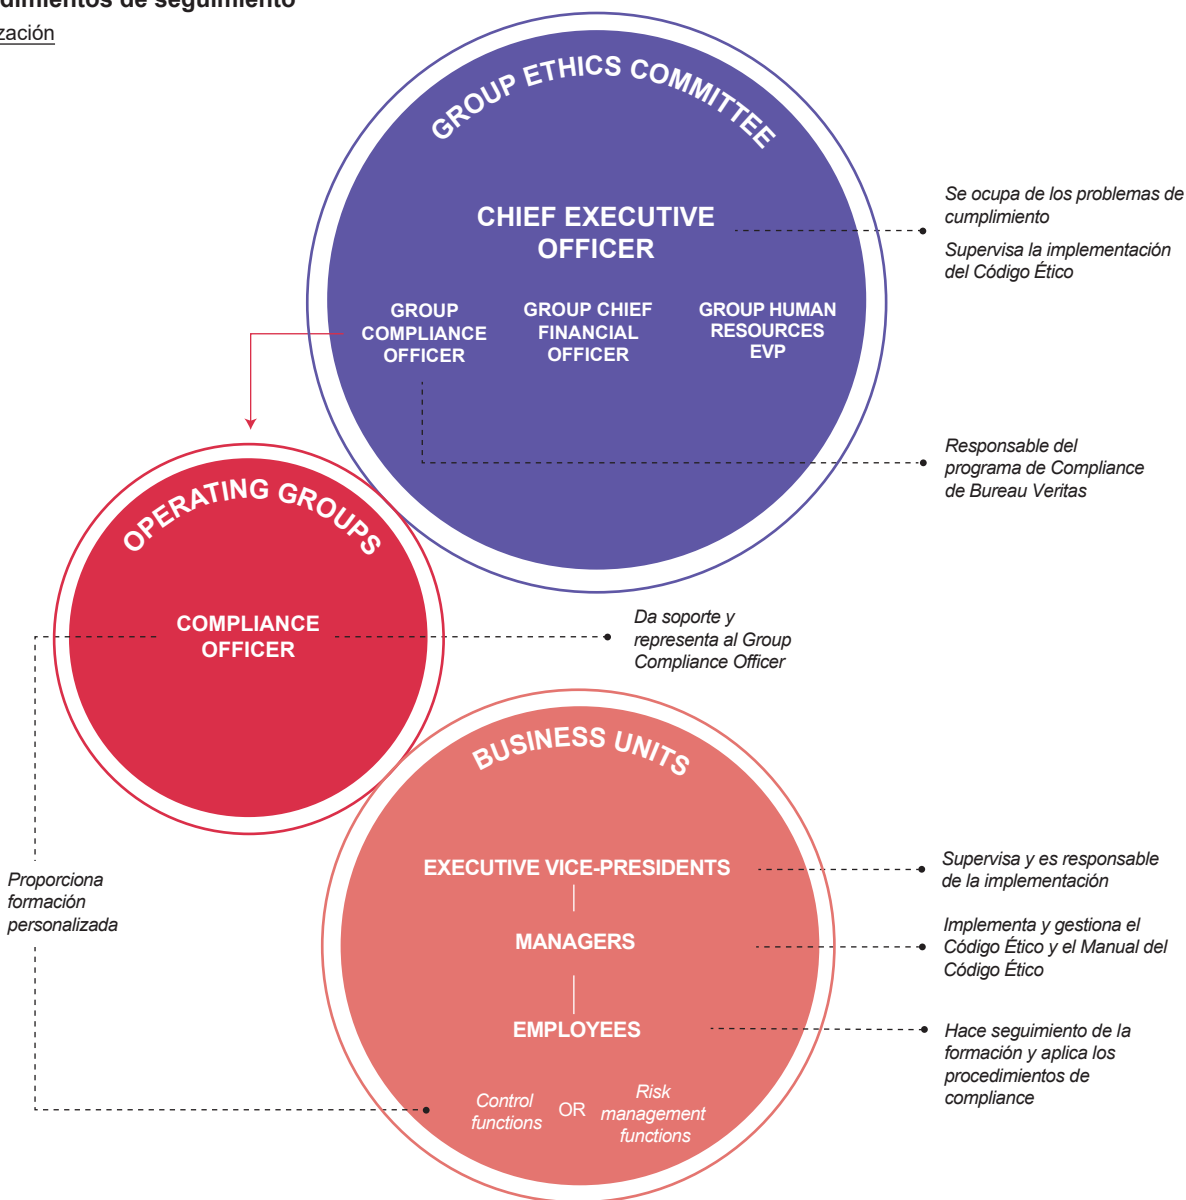 dimientos de seguimiento
zación
GROUP ETHICS COMMITTEE
CHIEF EXECUTIVE
OFFICER
Se ocupa de los problemas de
cumplimiento
Supervisa la implementación
del Código Ético
GROUP
COMPLIANCE
OFFICER
GROUP CHIEF
FINANCIAL
OFFICER
GROUP HUMAN
RESOURCES
EVP
Responsable del
programa de Compliance
de Bureau Veritas
OPERATING GROUPS
COMPLIANCE
OFFICER
Da soporte y
representa al Group
Compliance Officer
BUSINESS UNITS
EXECUTIVE VICE-PRESIDENTS
Supervisa y es responsable
de la implementación
Proporciona
formación
personalizada
MANAGERS
Implementa y gestiona el
Código Ético y el Manual del
Código Ético
EMPLOYEES
Hace seguimiento de la
formación y aplica los
procedimientos de
compliance
Control
functions
OR
Risk
management
functions